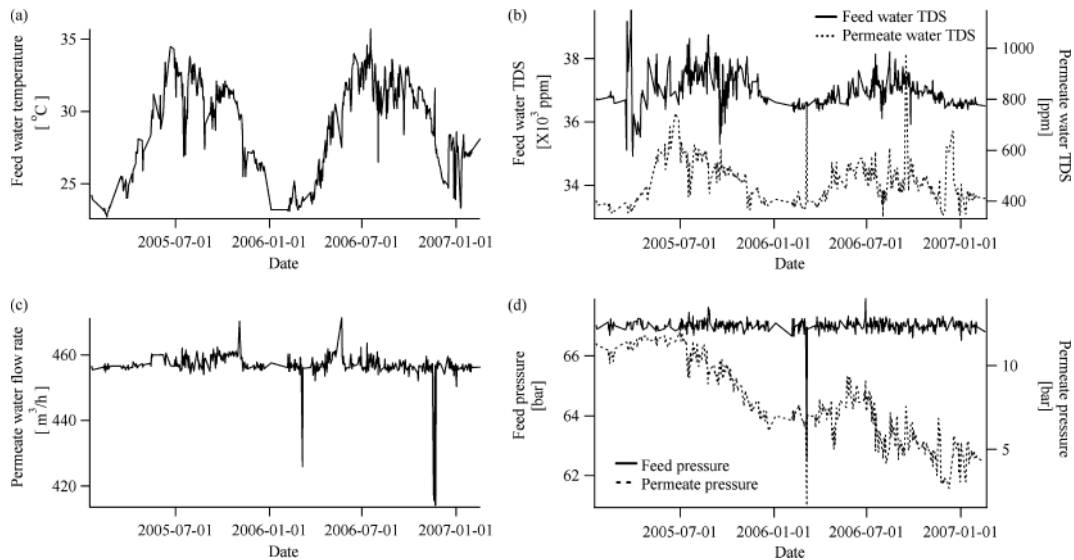 (a)
Feed water temperature
[ °C]
35
30
25
2005-07-01 2006-01-01 2006-07-01 2007-01-01
Date
(b)
Feed water TDS
Permeate water TDS
Feed water TDS
[X10³ ppm]
38
37
36
34
33
1000
800
600
400
Permeate water TDS
[ppm]
2005-07-01 2006-01-01 2006-07-01 2007-01-01
Date
(c)
Permeate water flow rate
[ m³/h]
460
440
420
2005-07-01 2006-01-01 2006-07-01 2007-01-01
Date
(d)
Feed pressure
[bar]
66
64
62
10
5
Permeate pressure
[bar]
Feed pressure
Permeate pressure
2005-07-01 2006-01-01 2006-07-01 2007-01-01
Date